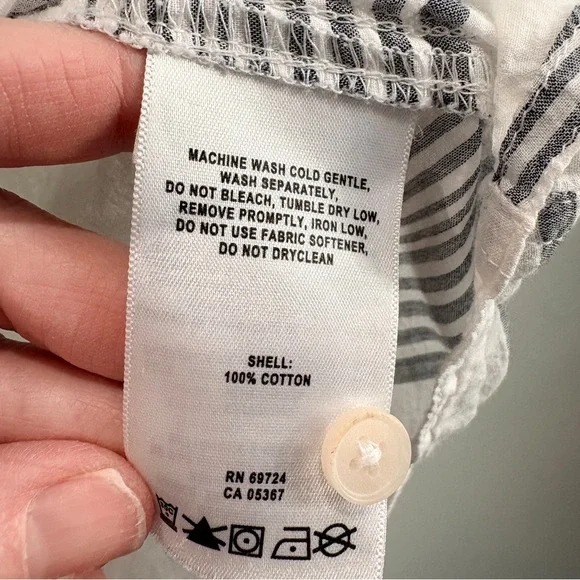 MACHINE WASH COLD GENTLE,
WASH SEPARATELY,
DO NOT BLEACH, TUMBLE DRY LOW,
REMOVE PROMPTLY, IRON LOW,
DO NOT USE FABRIC SOFTENER,
DO NOT DRYCLEAN
SHELL:
100% COTTON
RN 69724
CA 05367